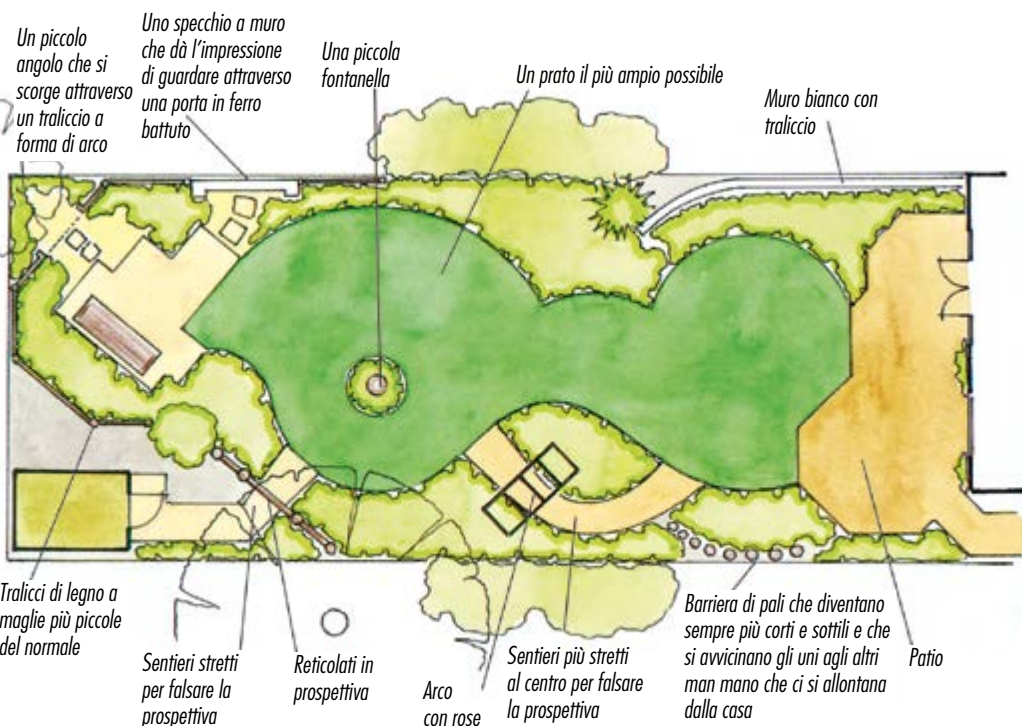 Un piccolo
angolo che si
scorge attraverso
un traliccio a
forma di arco
Uno specchio a muro
che dà l'impressione
di guardare attraverso
una porta in ferro
battuto
Una piccola
fontanella
Un prato il più ampio possibile
Muro bianco con
traliccio
Tralicci di legno a
maglie più piccole
del normale
Sentieri stretti
per falsare la
prospettiva
Reticolati in
prospettiva
Arco
con rose
Sentieri più stretti
al centro per falsare
la prospettiva
Barriera di pali che diventano
sempre più corti e sottili e che
si avvicinano gli uni agli altri
man mano che ci si allontana
dalla casa
Patio